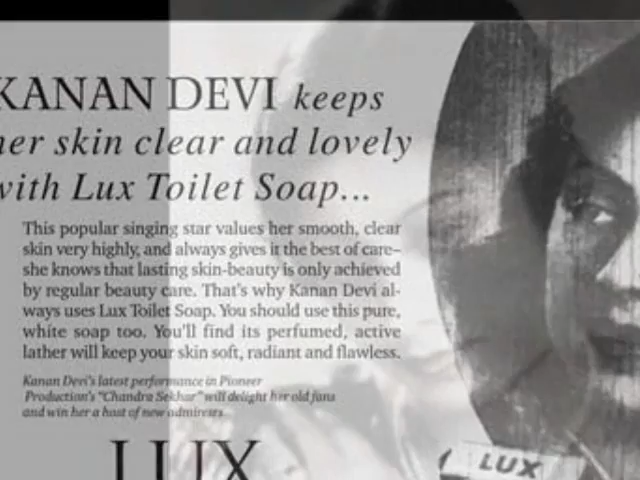 KANAN DEVI keeps
her skin clear and lovely
with Lux Toilet Soap...
This popular singing star values her smooth, clear
skin very highly, and always gives it the best of care–
she knows that lasting skin-beauty is only achieved
by regular beauty care. That's why Kanan Devi al-
ways uses Lux Toilet Soap. You should use this pure,
white soap too. You'll find its perfumed, active
lather will keep your skin soft, radiant and flawless.
Kanan Devi's latest performance in Pioneer
Production's "Chandra Sekhar" will delight her old fans
and win her a host of new admirers.
LUX
LUX